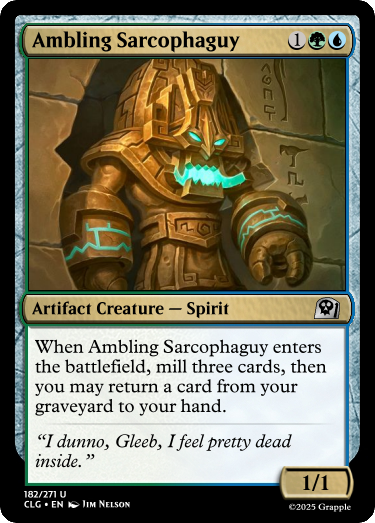 Ambling Sarcophaguy 1
Artifact Creature — Spirit
When Ambling Sarcophaguy enters
the battlefield, mill three cards, then
you may return a card from your
graveyard to your hand.
“I dunno, Gleeb, I feel pretty dead
inside.”
1/1
182/271 U
CLG • EN Jim Nelson
©2025 Grapple